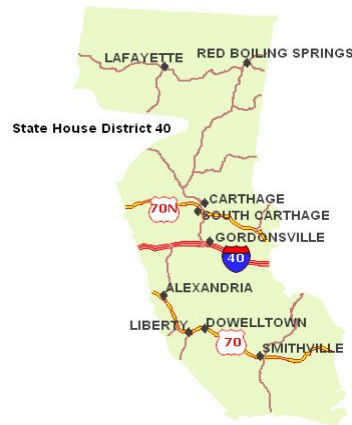 RED BOILING SPRINGS
LAFAYETTE
State House District 40
CARTHAGE
70N
SOUTH CARTHAGE
GORDONSVILLE
40
ALEXANDRIA
LIBERTY
DOWELLTOWN
70
SMITHVILLE